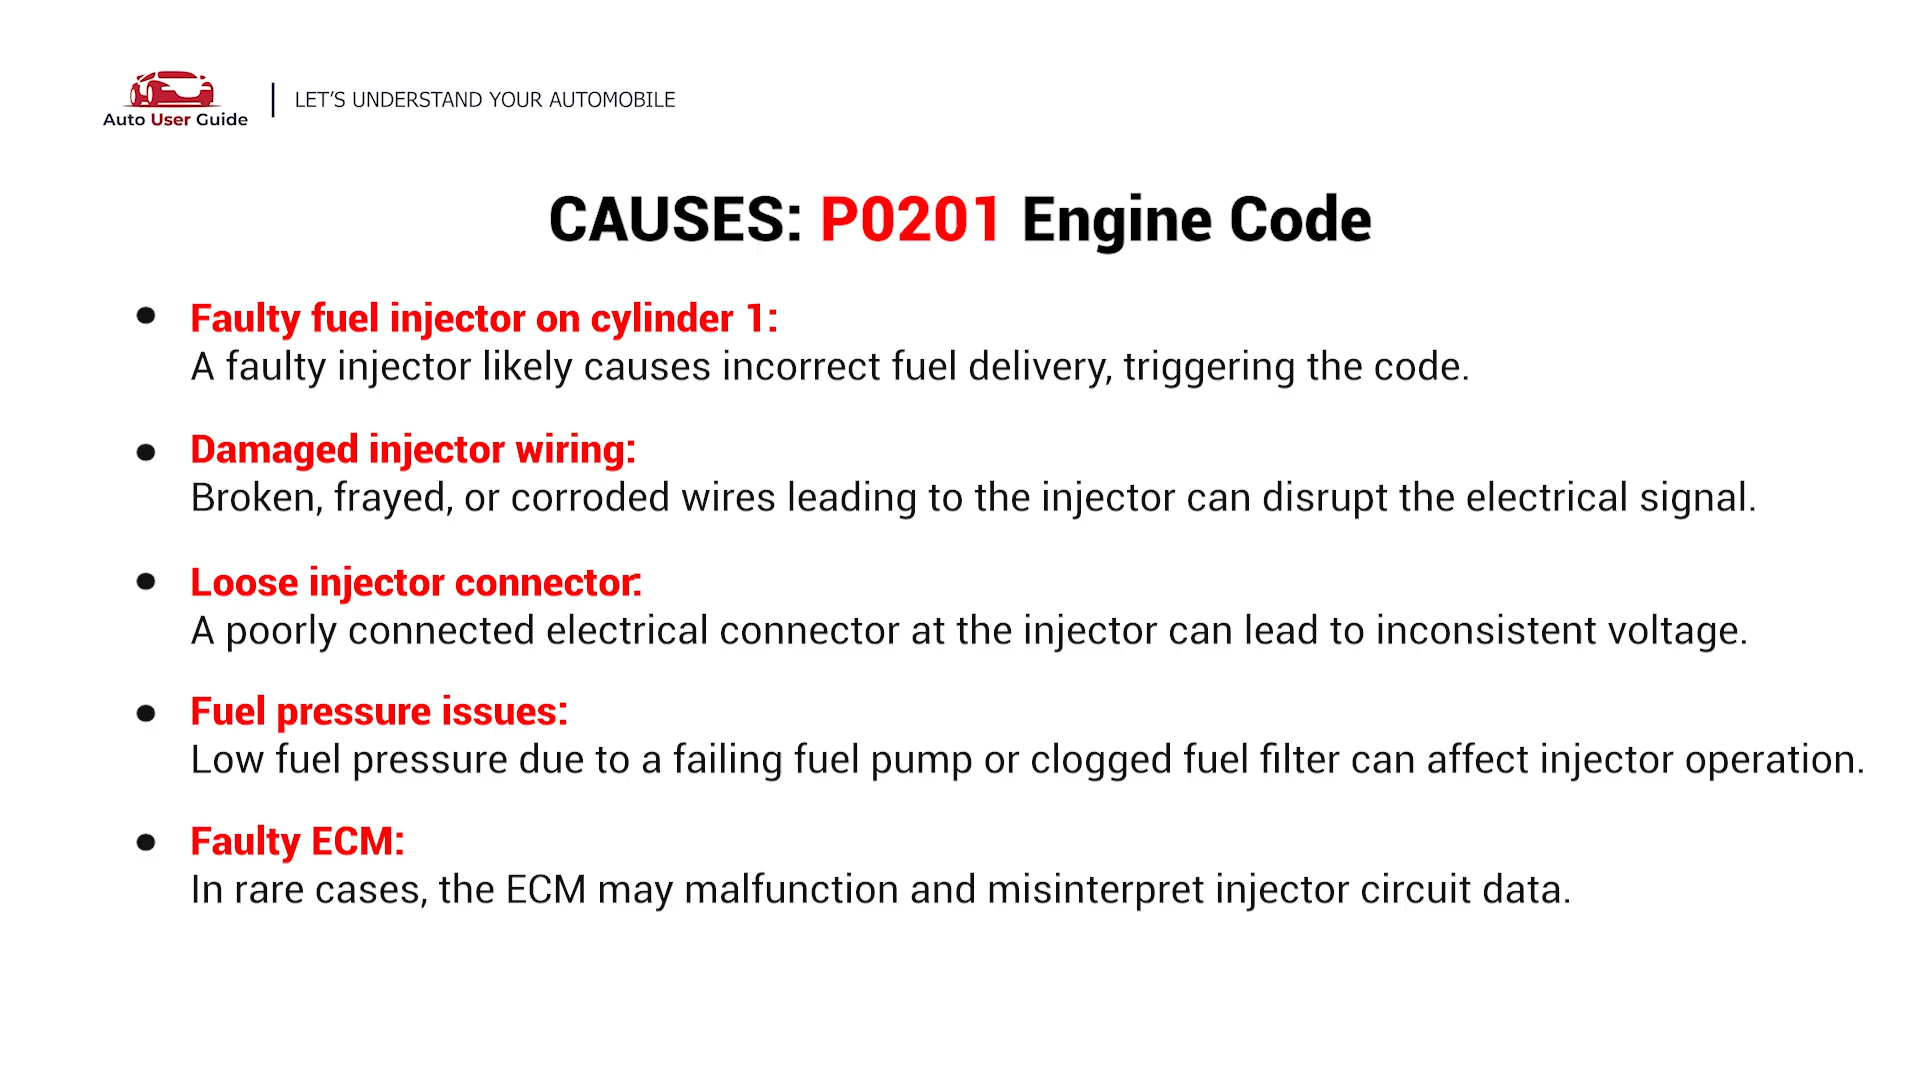 Auto User Guide
LET'S UNDERSTAND YOUR AUTOMOBILE
CAUSES: P0201 Engine Code
Faulty fuel injector on cylinder 1:
A faulty injector likely causes incorrect fuel delivery, triggering the code.
Damaged injector wiring:
Broken, frayed, or corroded wires leading to the injector can disrupt the electrical signal.
Loose injector connector:
A poorly connected electrical connector at the injector can lead to inconsistent voltage.
Fuel pressure issues:
Low fuel pressure due to a failing fuel pump or clogged fuel filter can affect injector operation.
Faulty ECM:
In rare cases, the ECM may malfunction and misinterpret injector circuit data.